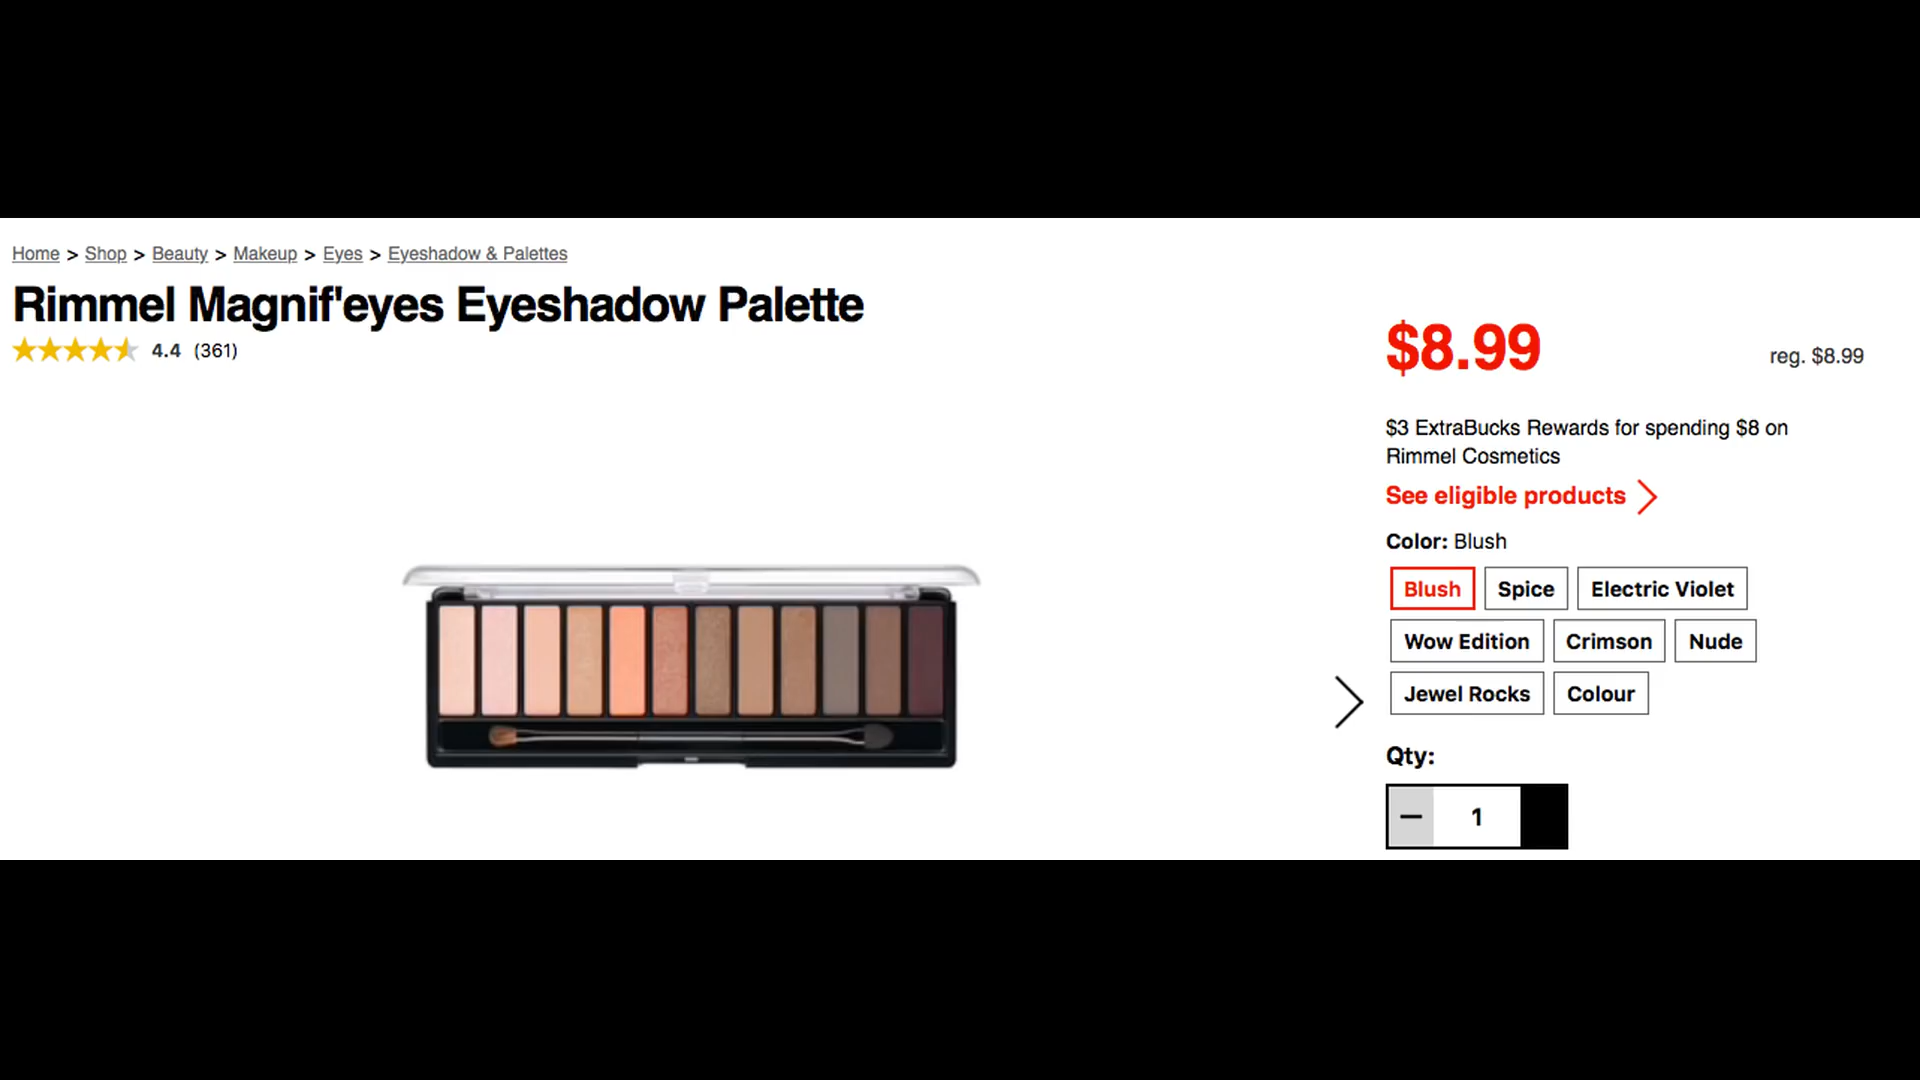 Home > Shop > Beauty > Makeup > Eyes > Eyeshadow & Palettes
Rimmel Magnif'eyes Eyeshadow Palette
4.4 (361)
$8.99
reg. $8.99
$3 ExtraBucks Rewards for spending $8 on
Rimmel Cosmetics
See eligible products
Color: Blush
Blush Spice Electric Violet
Wow Edition Crimson Nude
Jewel Rocks Colour
Qty:
1